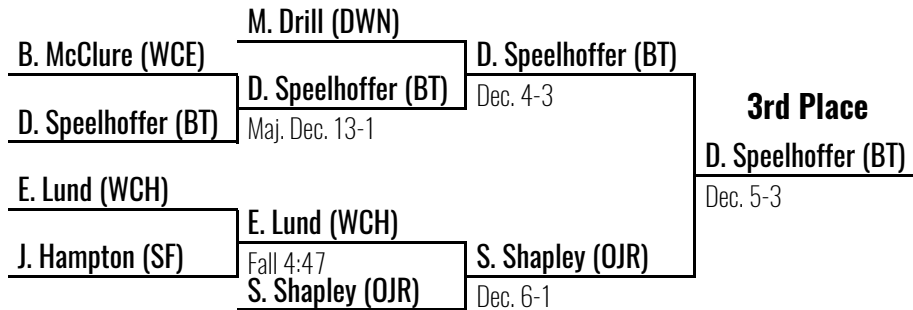 M. Drill (DWN)
B. McClure (WCE)
D. Speelhoffer (BT)
D. Speelhoffer (BT)
Dec. 4-3
D. Speelhoffer (BT)
Maj. Dec. 13-1
3rd Place
D. Speelhoffer (BT)
Dec. 5-3
E. Lund (WCH)
E. Lund (WCH)
J. Hampton (SF)
Fall 4:47
S. Shapley (OJR)
S. Shapley (OJR)
Dec. 6-1